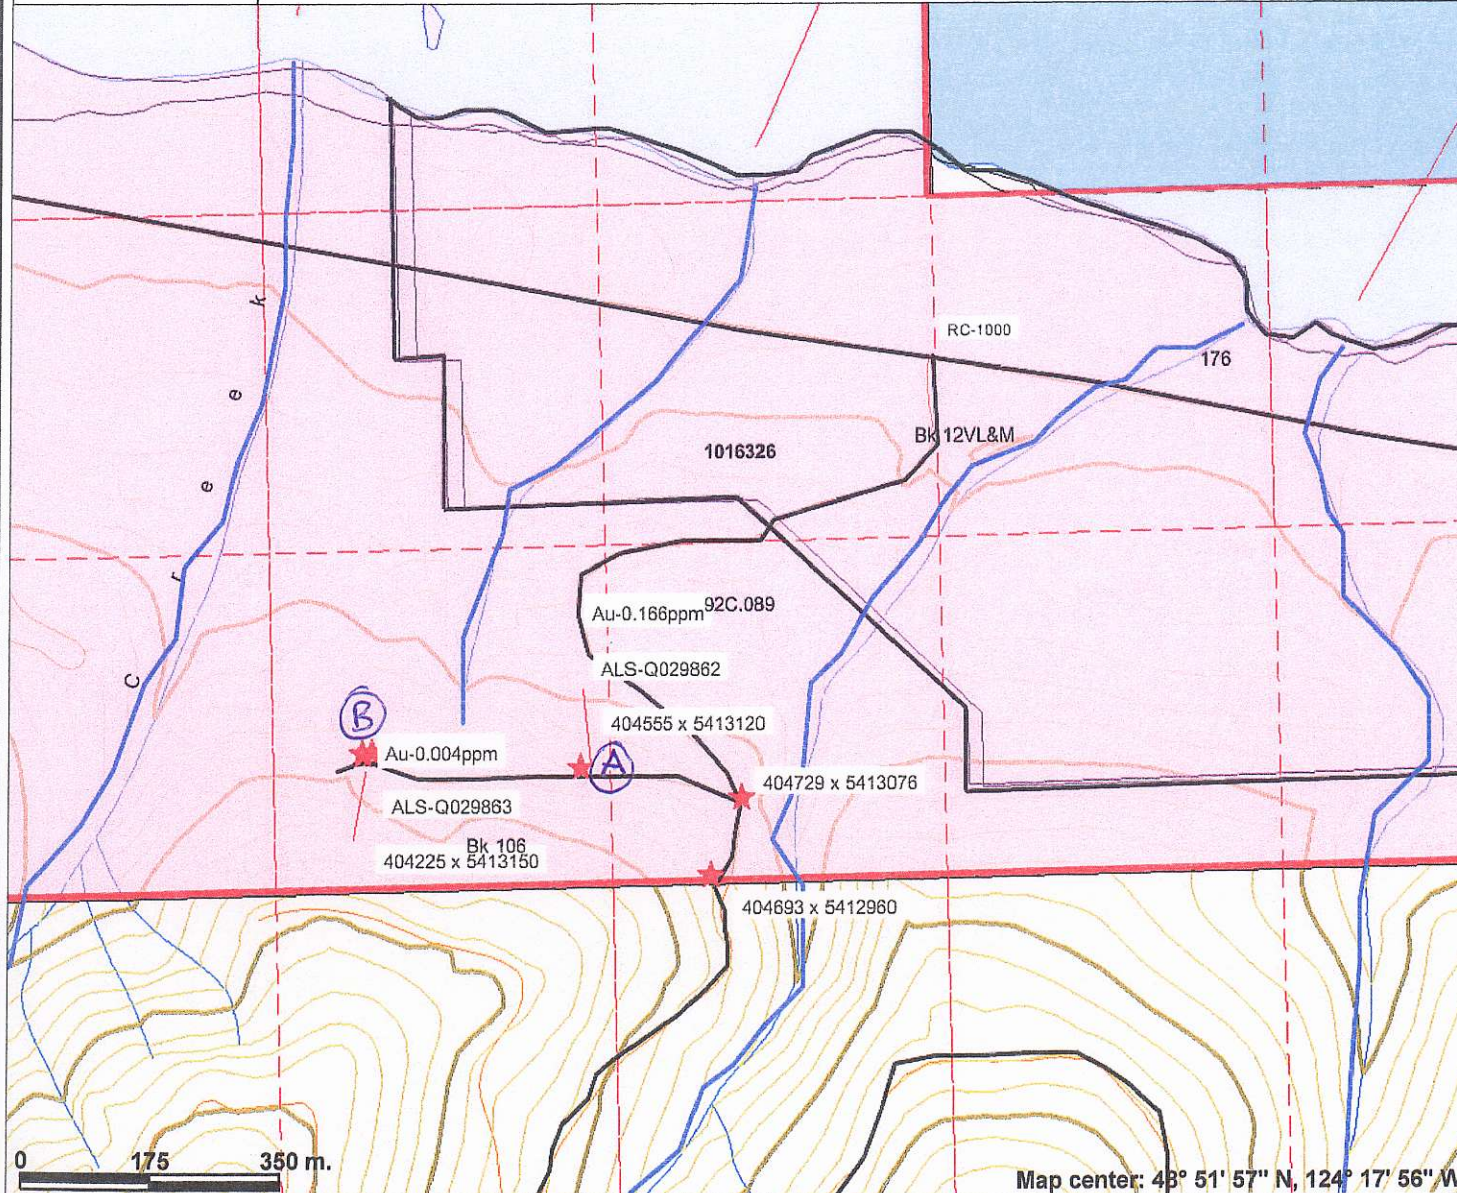 RC-1000
176
Bk 12VL&M
1016326
C r e e k
Au-0.166ppm
92C.089
ALS-Q029862
404555 x 5413120
B
Au-0.004ppm
A
404729 x 5413076
ALS-Q029863
Bk 106
404225 x 5413150
404693 x 5412960
0 175 350 m.
Map center: 48° 51' 57" N, 124° 17' 56" W